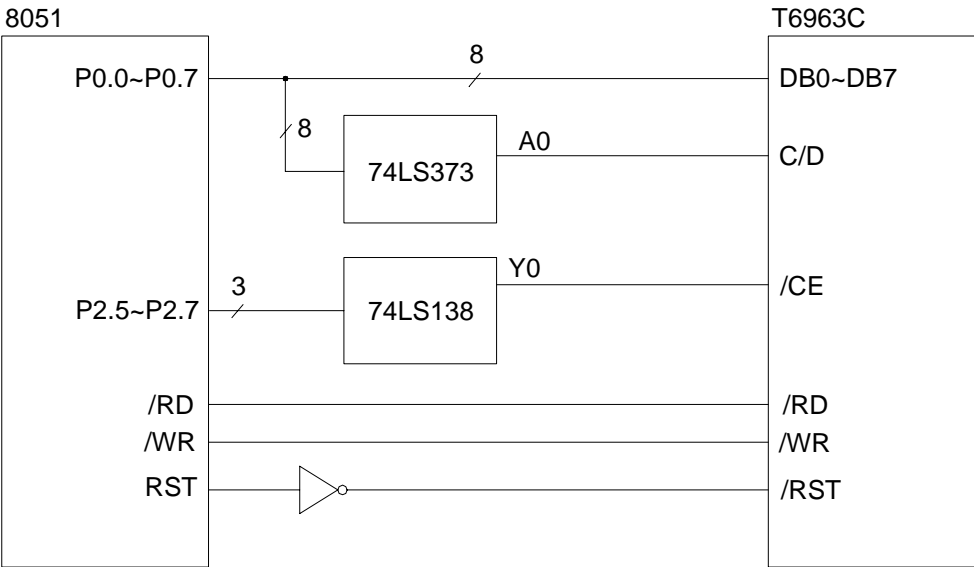 8051
T6963C
P0.0~P0.7
8
DB0~DB7
8
74LS373
A0
C/D
P2.5~P2.7
3
74LS138
Y0
/CE
/RD
/RD
/WR
/WR
RST
/RST